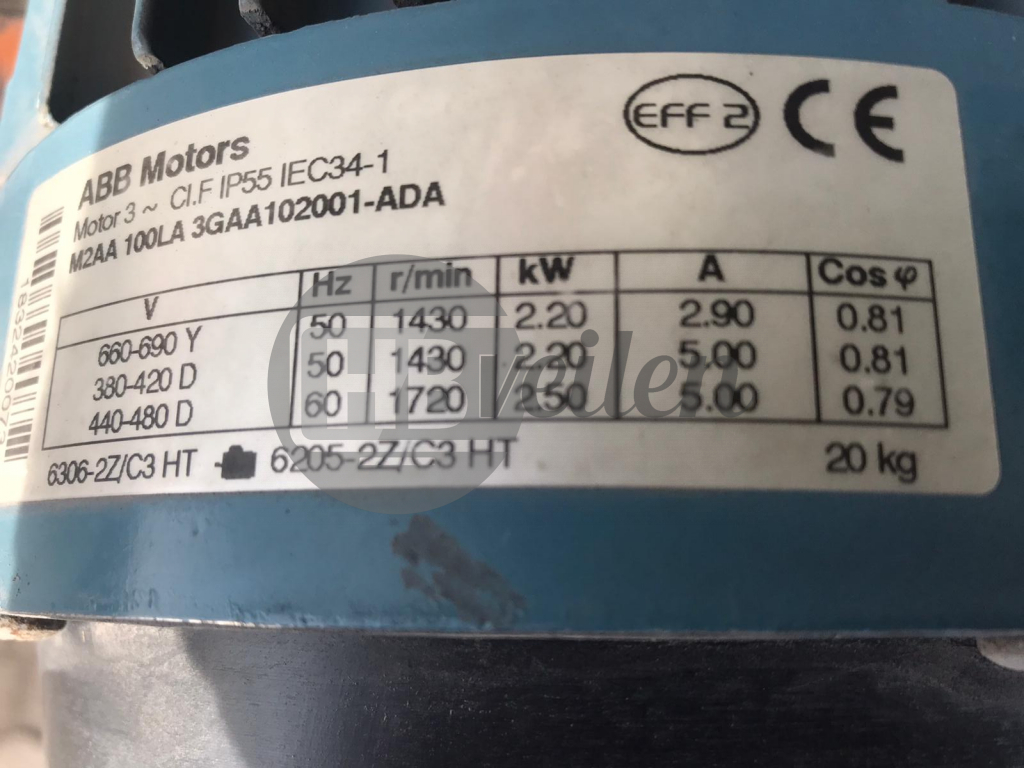 EFF 2 CE
ABB Motors
Motor 3 ~ Cl.F IP55 IEC34-1
M2AA 100LA 3GAA102001-ADA
V Hz r/min kW A Cos φ
660-690 Y 50 1430 2.20 2.90 0.81
380-420 D 50 1430 2.20 5.00 0.81
440-480 D 60 1720 2.50 5.00 0.79
6306-2Z/C3 HT 6205-2Z/C3 HT 20 kg